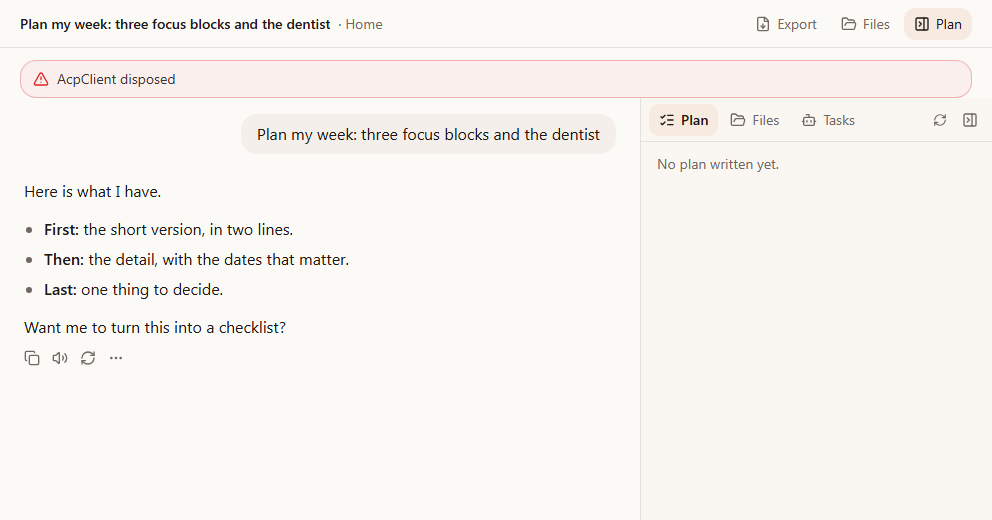 Plan my week: three focus blocks and the dentist · Home
Export
Files
Plan
AcpClient disposed
Plan my week: three focus blocks and the dentist
Here is what I have.
• First: the short version, in two lines.
• Then: the detail, with the dates that matter.
• Last: one thing to decide.
Want me to turn this into a checklist?
Plan
Files
Tasks
No plan written yet.